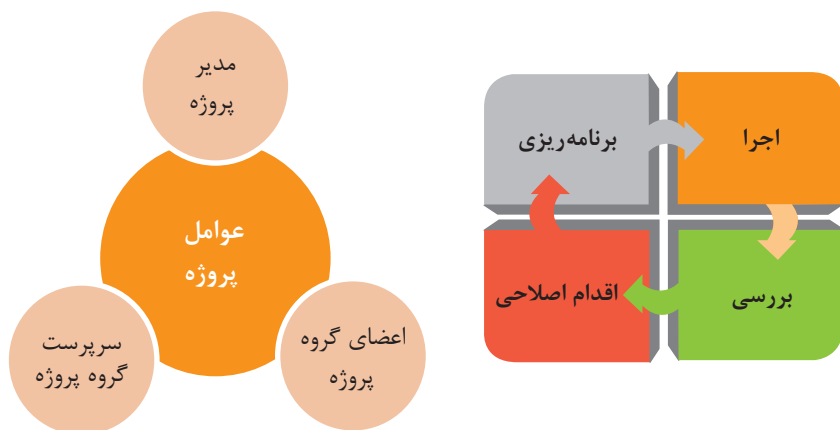 اجرا
برنامه‌ریزی
بررسی
اقدام اصلاحی
مدیر
پروژه
عوامل
پروژه
اعضای گروه
پروژه
سرپرست
گروه پروژه